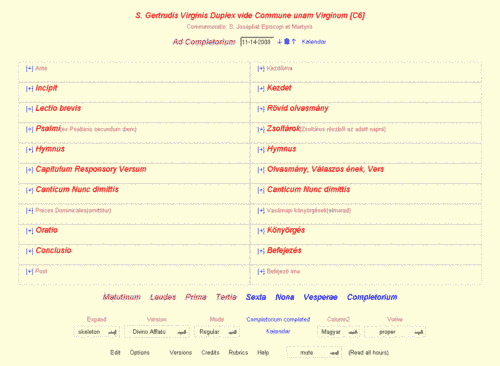 S. Gertrudis Virginis Duplex vide Commune unam Virginum [C6]
Commemoratio: S. Josaphat Episcopi et Martyris
Ad Completorium 11-14-2009 ↓ ↑ Kalendar
[+] Ante [+] Kezdőima
[+] Incipit [+] Kezdet
[+] Lectio brevis [+] Rövid olvasmány
[+] Psalmi(ex Psalterio secundum diem) [+] Zsoltárok(Zsoltáros részből az adott napra)
[+] Hymnus [+] Hymnus
[+] Capitulum Responsory Versum [+] Olvasmány, Válaszos ének, Vers
[+] Canticum Nunc dimittis [+] Canticum Nunc dimittis
[+] Preces Dominicales(omittitur) [+] Vasárnapi könyörgések(elmarad)
[+] Oratio [+] Könyörgés
[+] Conclusio [+] Befejezés
[+] Post [+] Befejező ima
Matutinum Laudes Prima Tertia Sexta Nona Vesperae Completorium
Expand Version Mode Completorium completed Column2 Votive
skeleton Divino Afflatu Regular Kalendar Magyar proper
Edit Options Versions Credits Rubrics Help mute (Read all hours)